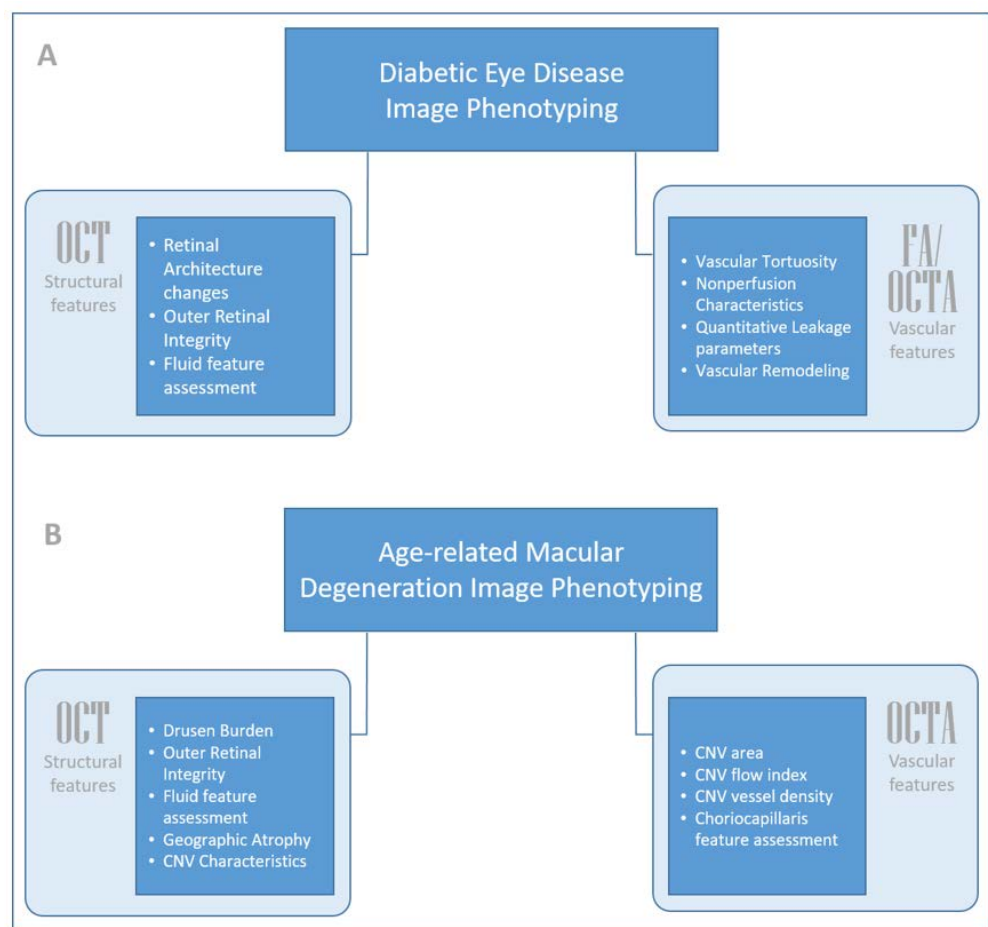 A
Diabetic Eye Disease
Image Phenotyping
OCT
Structural
features
• Retinal
Architecture
changes
• Outer Retinal
Integrity
• Fluid feature
assessment
• Vascular Tortuosity
• Nonperfusion
Characteristics
• Quantitative Leakage
parameters
• Vascular Remodeling
FA/
OCTA
Vascular
features
B
Age-related Macular
Degeneration Image Phenotyping
OCT
Structural
features
• Drusen Burden
• Outer Retinal
Integrity
• Fluid feature
assessment
• Geographic Atrophy
• CNV Characteristics
• CNV area
• CNV flow index
• CNV vessel density
• Choriocapillaris
feature assessment
OCTA
Vascular
features